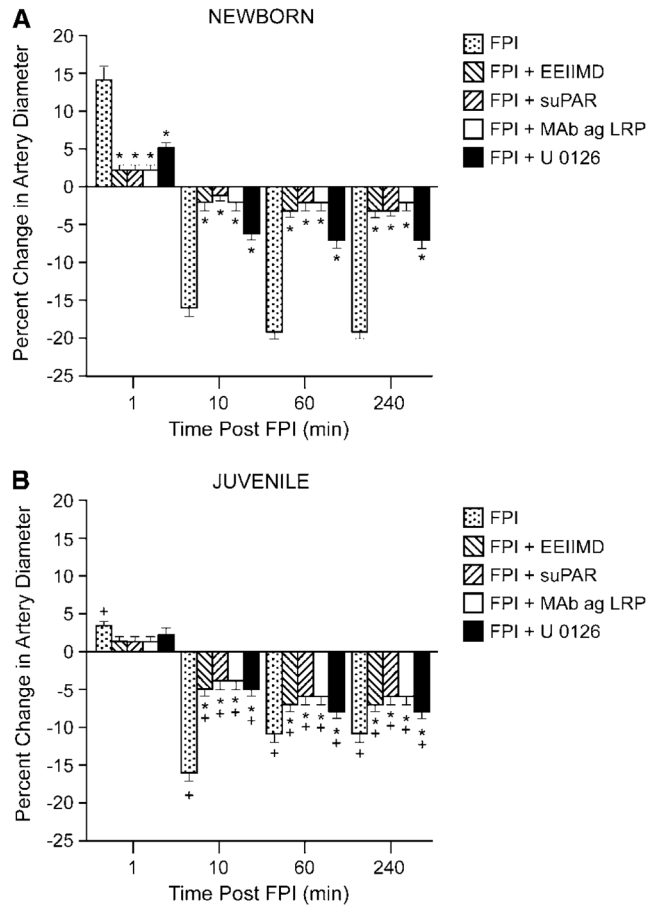 A
NEWBORN
Percent Change in Artery Diameter
20
15
10
5
0
-5
-10
-15
-20
-25
* * * *
* * * *
* * * *
* * * *
1 10 60 240
Time Post FPI (min)
FPI
FPI + EEIIMD
FPI + suPAR
FPI + MAb ag LRP
FPI + U 0126
B
JUVENILE
Percent Change in Artery Diameter
20
15
10
5
0
-5
-10
-15
-20
-25
+
* * * *
+ + + +
+
* * * *
+ + + +
+
* * * *
+ + + +
+
1 10 60 240
Time Post FPI (min)
FPI
FPI + EEIIMD
FPI + suPAR
FPI + MAb ag LRP
FPI + U 0126